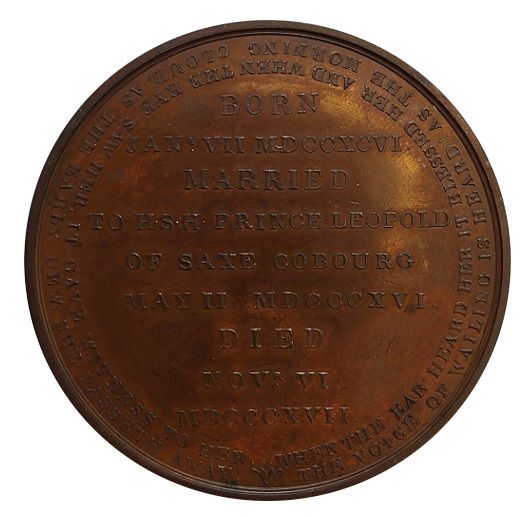 BORN
JANY. VII MDCCXCVI.
MARRIED
TO H·S·H· PRINCE LEOPOLD
OF SAXE COBOURG
MAY II MDCCCXVI.
DIED
NOVR. VI.
MDCCCXVII.
WHEN THE EAR HEARD HER IT BLESSED HER AND WHEN THE EYE SAW HER, IT GAVE WITNESS TO HER.
THE VOICE OF WAILING IS HEARD; AS THE MORNING CLOUD, AS THE EARLY DEW, SHE PASSETH AWAY.